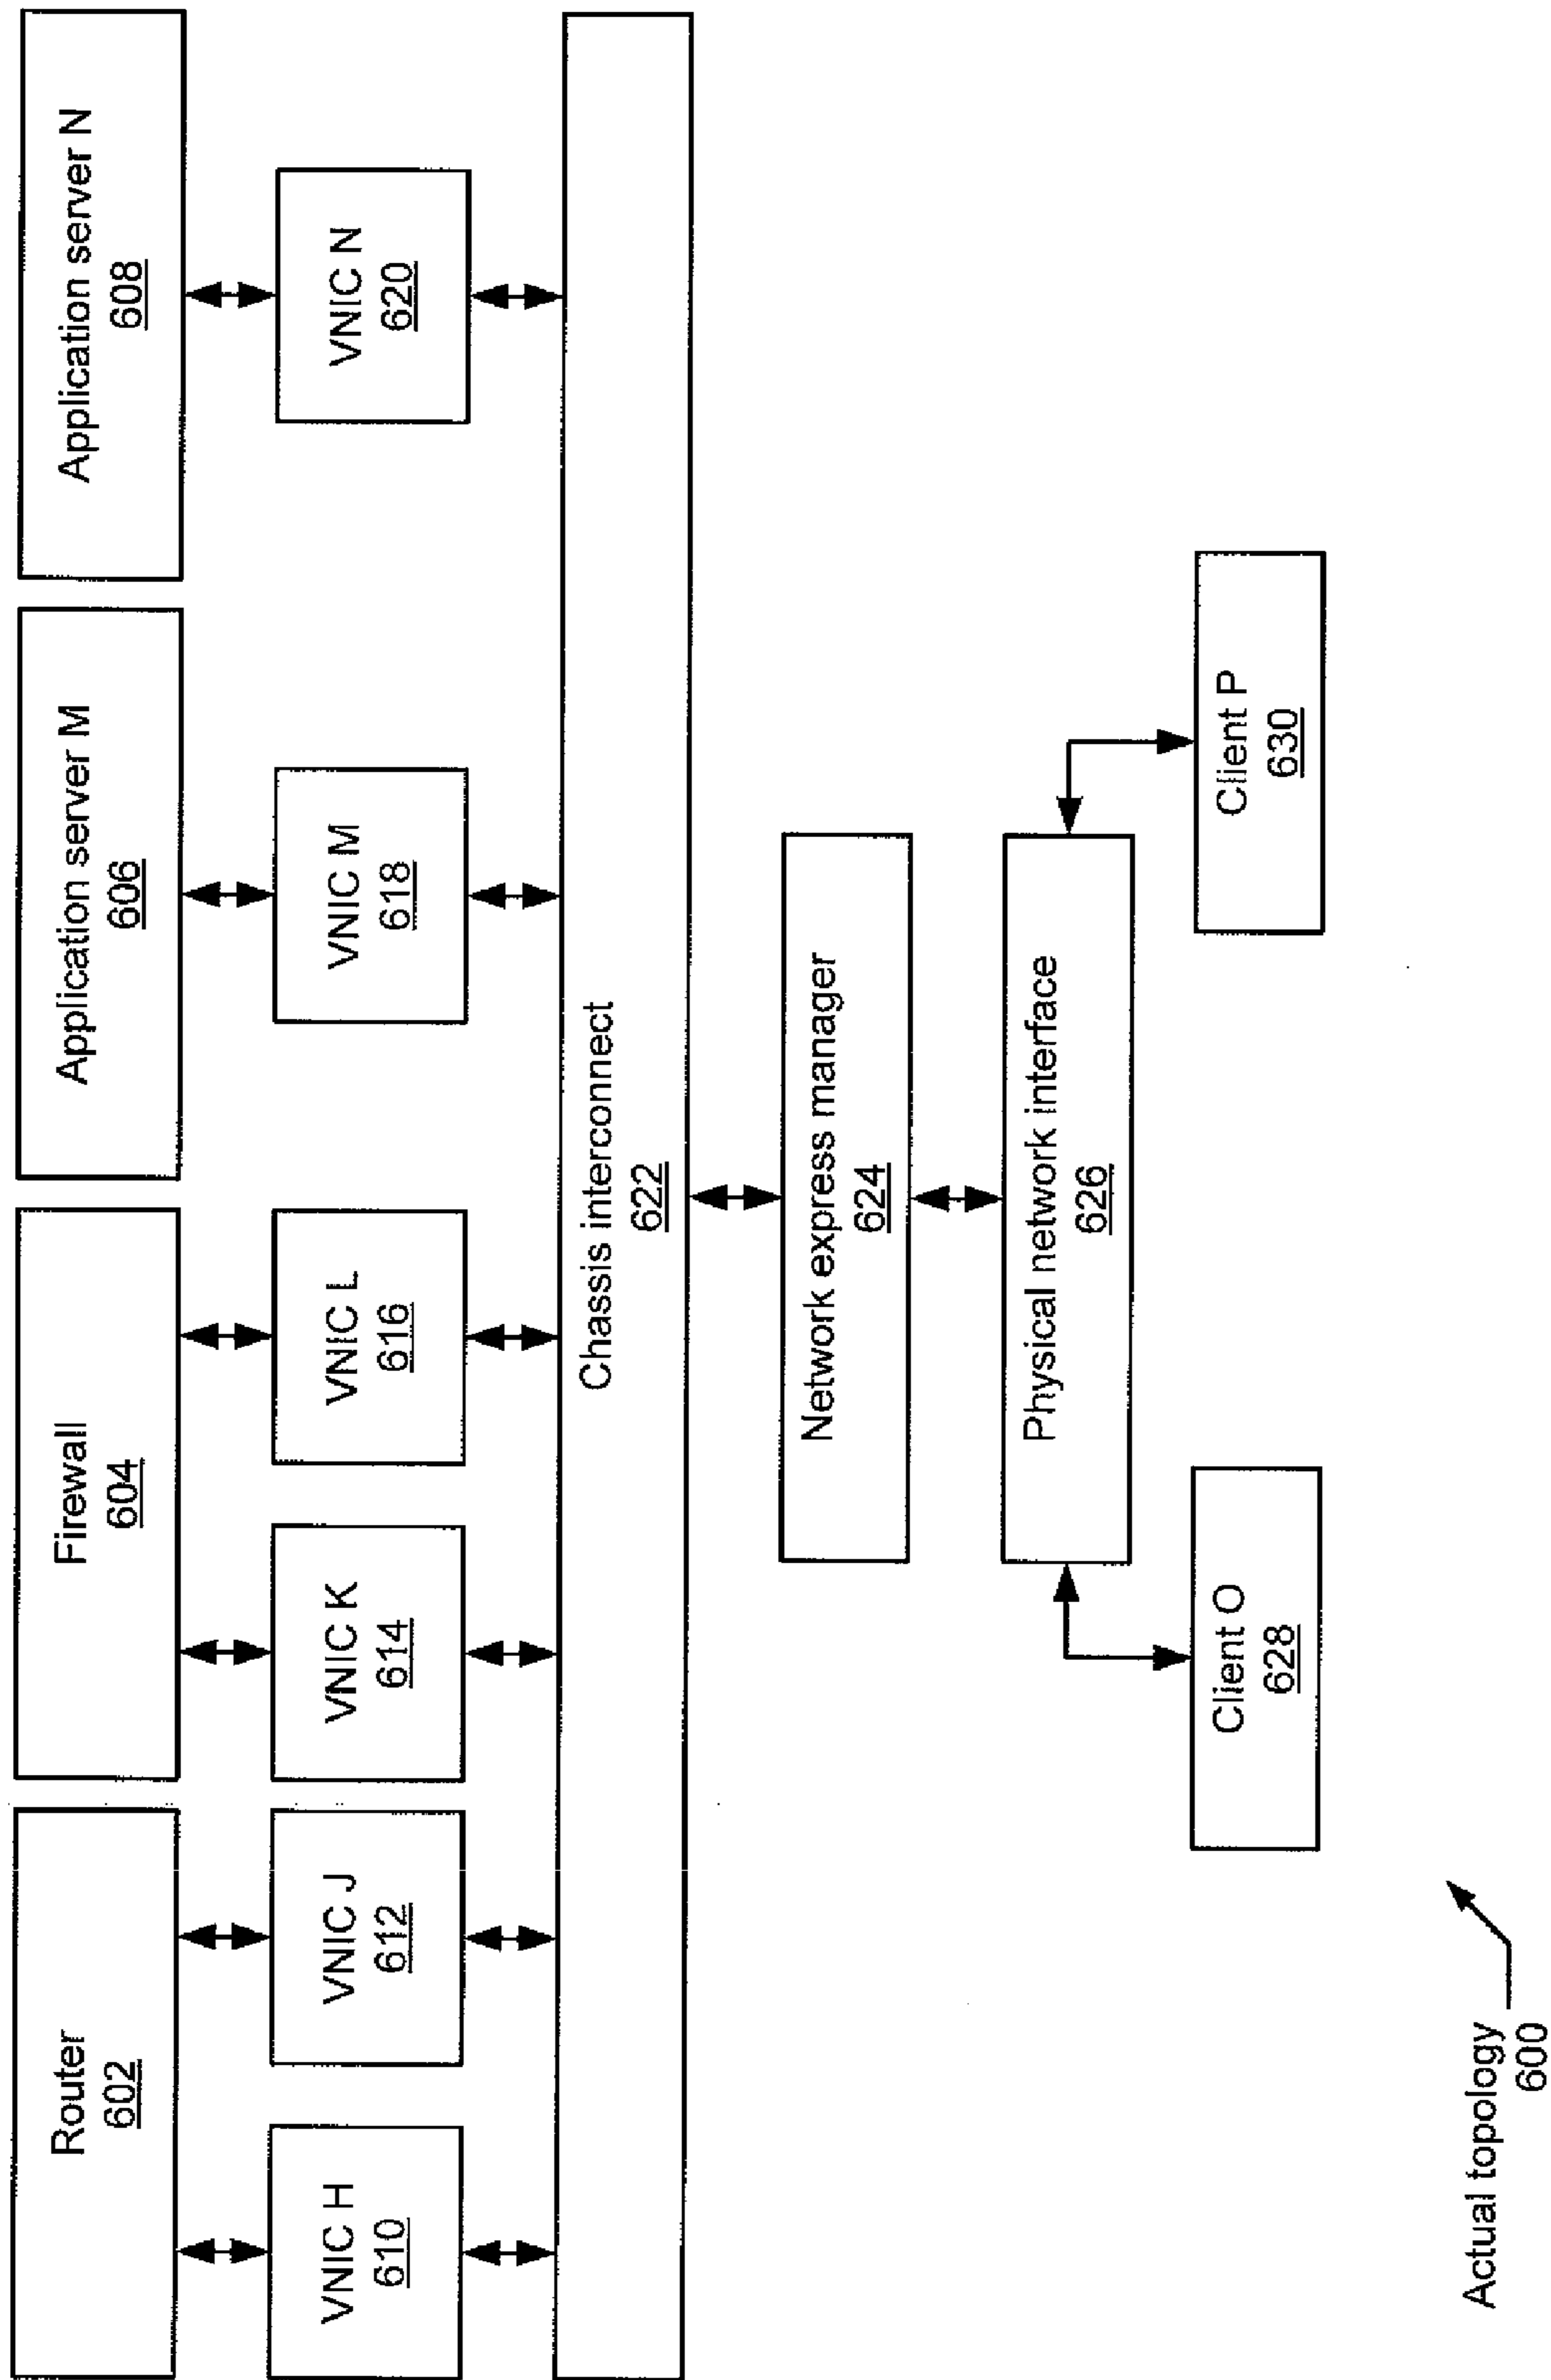 Router
602
Firewall
604
Application server M
606
Application server N
608
VNIC H
610
VNIC J
612
VNIC K
614
VNIC L
616
VNIC M
618
VNIC N
620
Chassis interconnect
622
Network express manager
624
Physical network interface
626
Client O
628
Client P
630
Actual topology
600